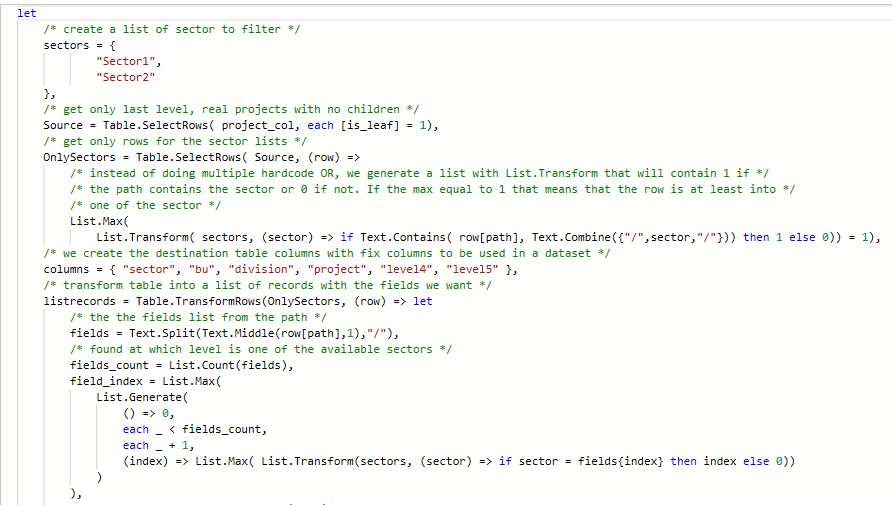 let
/* create a list of sector to filter */
sectors = {
"Sector1",
"Sector2"
},
/* get only last level, real projects with no children */
Source = Table.SelectRows( project_col, each [is_leaf] = 1),
/* get only rows for the sector lists */
OnlySectors = Table.SelectRows( Source, (row) =>
/* instead of doing multiple hardcode OR, we generate a list with List.Transform that will contain 1 if */
/* the path contains the sector or 0 if not. If the max equal to 1 that means that the row is at least into */
/* one of the sector */
List.Max(
List.Transform( sectors, (sector) => if Text.Contains( row[path], Text.Combine({"/",sector,"/"})) then 1 else 0)) = 1),
/* we create the destination table columns with fix columns to be used in a dataset */
columns = { "sector", "bu", "division", "project", "level4", "level5" },
/* transform table into a list of records with the fields we want */
listrecords = Table.TransformRows(OnlySectors, (row) => let
/* the the fields list from the path */
fields = Text.Split(Text.Middle(row[path],1),"/"),
/* found at which level is one of the available sectors */
fields_count = List.Count(fields),
field_index = List.Max(
List.Generate(
() => 0,
each _ < fields_count,
each _ + 1,
(index) => List.Max( List.Transform(sectors, (sector) => if sector = fields{index} then index else 0))
)
),